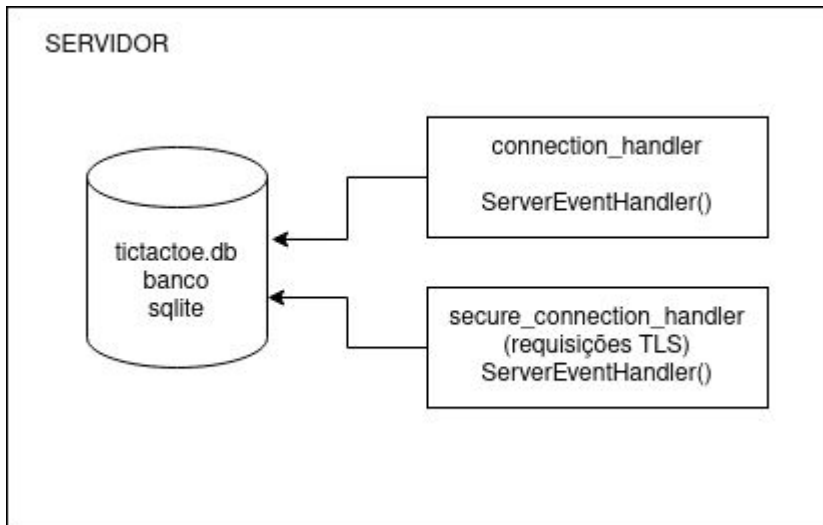 SERVIDOR
tictactoe.db
banco
sqlite
connection_handler
ServerEventHandler()
secure_connection_handler
(requisições TLS)
ServerEventHandler()